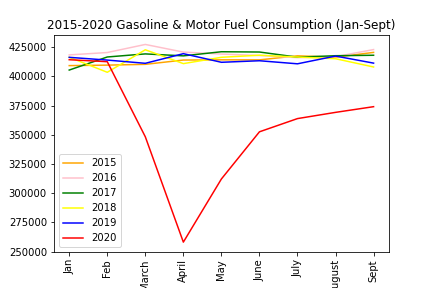 2015-2020 Gasoline & Motor Fuel Consumption (Jan-Sept)
425000
400000
375000
350000
325000
300000
275000
250000
2015
2016
2017
2018
2019
2020
Jan
Feb
March
April
May
June
July
August
Sept